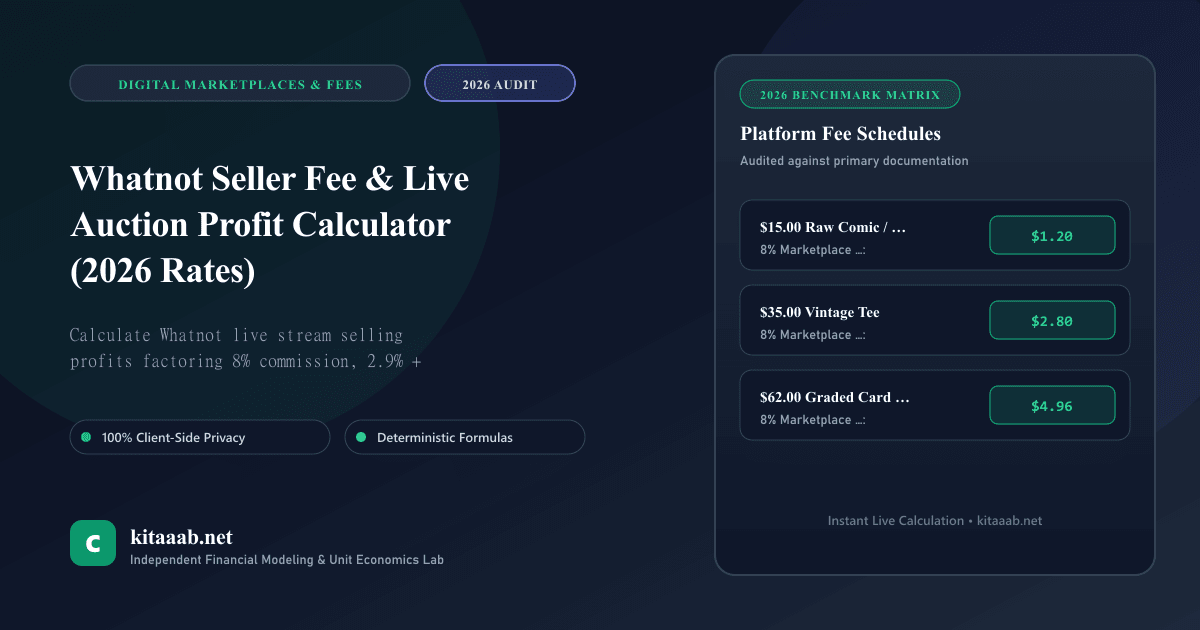 DIGITAL MARKETPLACES & FEES
2026 AUDIT
Whatnot Seller Fee & Live
Auction Profit Calculator
(2026 Rates)
Calculate Whatnot live stream selling
profits factoring 8% commission, 2.9% +
100% Client-Side Privacy
Deterministic Formulas
C
kitaaab.net
Independent Financial Modeling & Unit Economics Lab
2026 BENCHMARK MATRIX
Platform Fee Schedules
Audited against primary documentation
$15.00 Raw Comic / ...
8% Marketplace ...:
$1.20
$35.00 Vintage Tee
8% Marketplace ...:
$2.80
$62.00 Graded Card ...
8% Marketplace ...:
$4.96
Instant Live Calculation • kitaaab.net